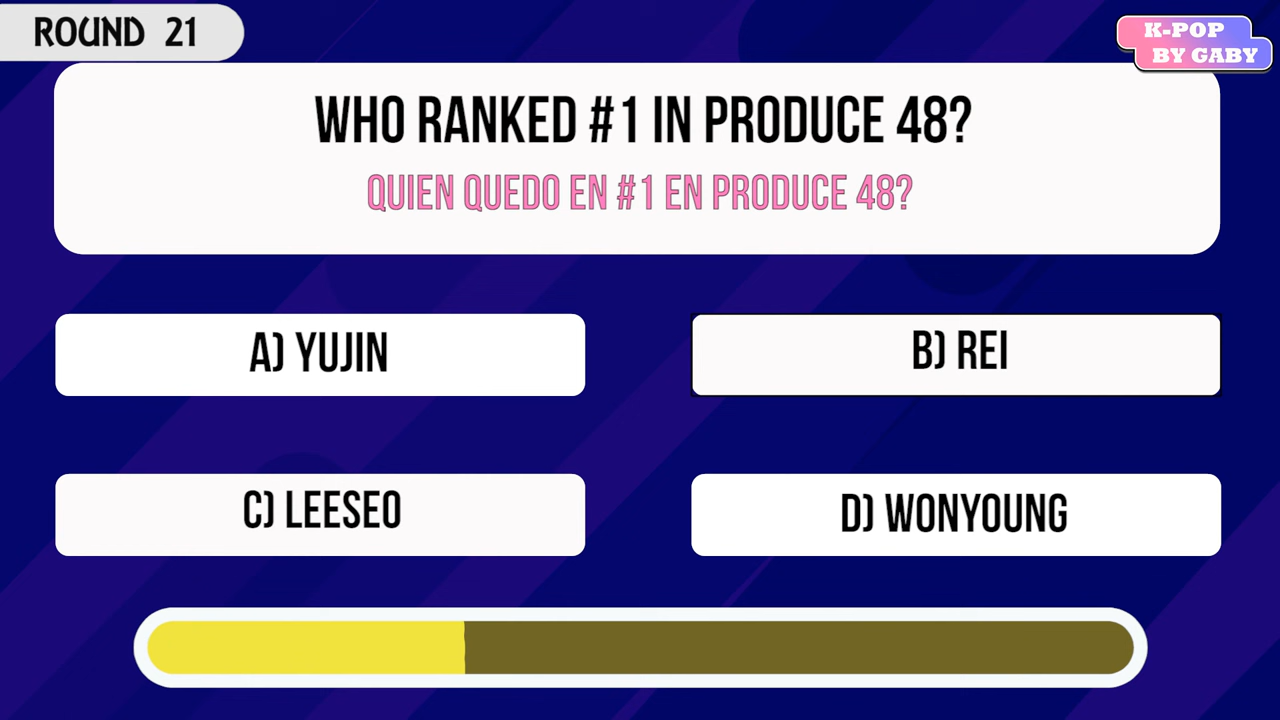 ROUND 21
K-POP
BY GABY
WHO RANKED #1 IN PRODUCE 48?
QUIEN QUEDO EN #1 EN PRODUCE 48?
A) YUJIN
B) REI
C) LEESEO
D) WONYOUNG